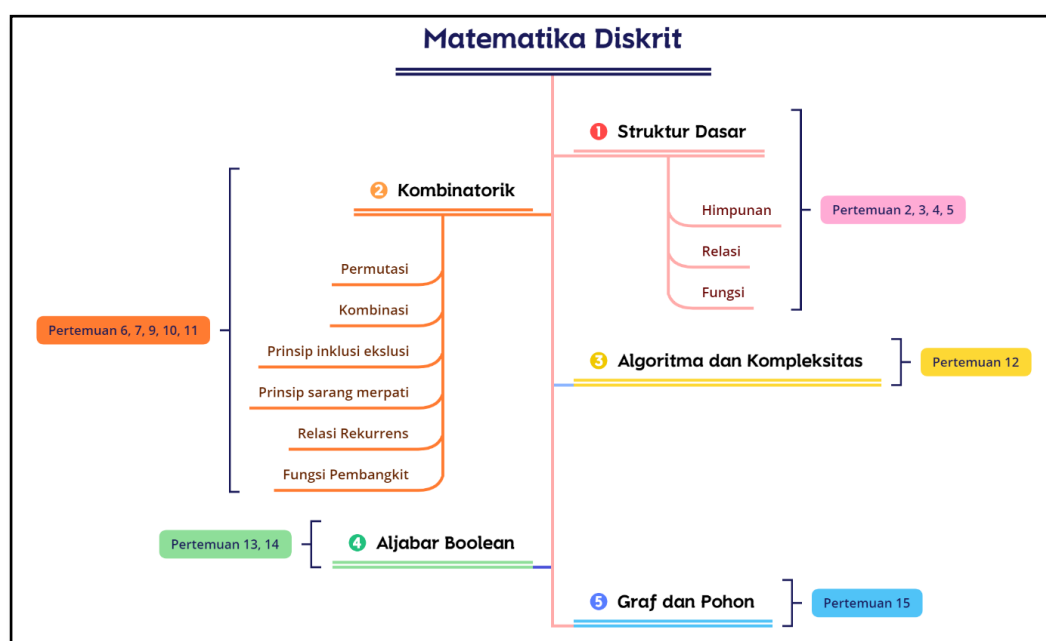 Matematika Diskrit
1 Struktur Dasar
Himpunan
Relasi
Fungsi
Pertemuan 2, 3, 4, 5
2 Kombinatorik
Permutasi
Kombinasi
Prinsip inklusi ekslusi
Prinsip sarang merpati
Relasi Rekurrens
Fungsi Pembangkit
Pertemuan 6, 7, 9, 10, 11
3 Algoritma dan Kompleksitas
Pertemuan 12
4 Aljabar Boolean
Pertemuan 13, 14
5 Graf dan Pohon
Pertemuan 15